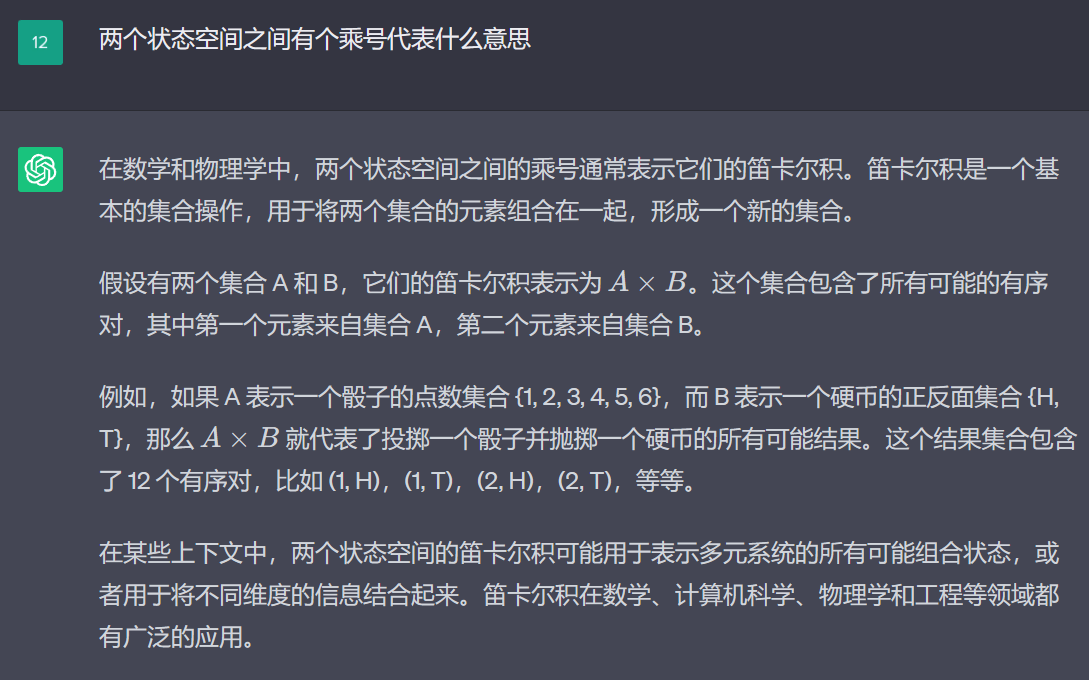 12
两个状态空间之间有个乘号代表什么意思
在数学和物理学中，两个状态空间之间的乘号通常表示它们的笛卡尔积。笛卡尔积是一个基
本的集合操作，用于将两个集合的元素组合在一起，形成一个新的集合。
假设有两个集合 A 和 B，它们的笛卡尔积表示为 A × B。这个集合包含了所有可能的有序
对，其中第一个元素来自集合 A，第二个元素来自集合 B。
例如，如果 A 表示一个骰子的点数集合 {1, 2, 3, 4, 5, 6}，而 B 表示一个硬币的正反面集合 {H,
T}，那么 A × B 就代表了投掷一个骰子并抛掷一个硬币的所有可能结果。这个结果集合包含
了 12 个有序对，比如 (1, H)，(1, T)，(2, H)，(2, T)，等等。
在某些上下文中，两个状态空间的笛卡尔积可能用于表示多元系统的所有可能组合状态，或
者用于将不同维度的信息结合起来。笛卡尔积在数学、计算机科学、物理学和工程等领域都
有广泛的应用。